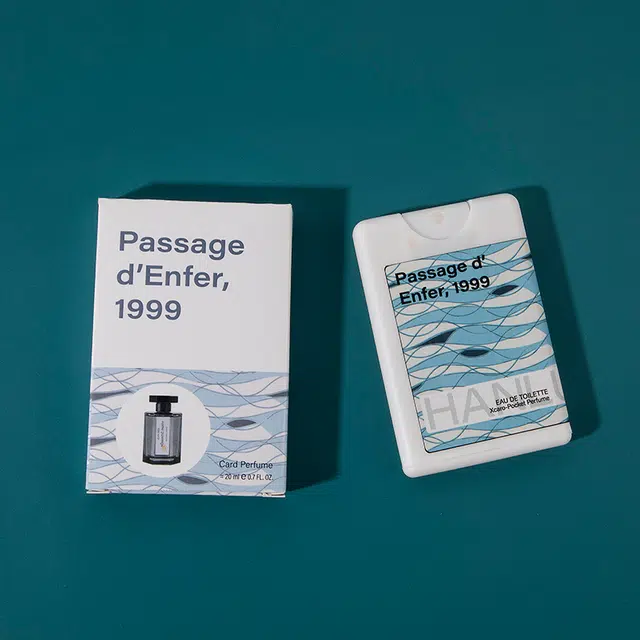 Passage
d'Enfer,
1999
Card Perfume
≈ 20 ml e 0.7 FL. OZ.
Passage d'
Enfer, 1999
HANLI
EAU DE TOILETTE
Xcaro-Pocket Perfume